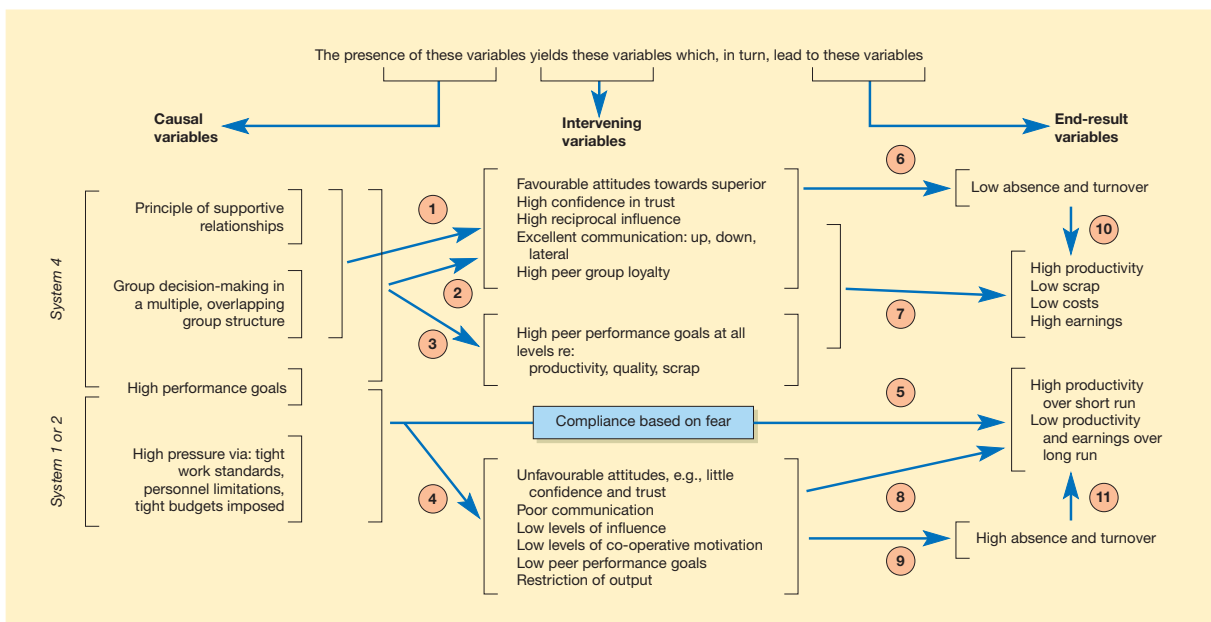 The presence of these variables yields these variables which, in turn, lead to these variables
Causal
variables
Intervening
variables
End-result
variables
System 4
Principle of supportive
relationships
Group decision-making in
a multiple, overlapping
group structure
High performance goals
System 1 or 2
High pressure via: tight
work standards,
personnel limitations,
tight budgets imposed
1
2
3
4
Favourable attitudes towards superior
High confidence in trust
High reciprocal influence
Excellent communication: up, down,
lateral
High peer group loyalty
High peer performance goals at all
levels re:
productivity, quality, scrap
Compliance based on fear
Unfavourable attitudes, e.g., little
confidence and trust
Poor communication
Low levels of influence
Low levels of co-operative motivation
Low peer performance goals
Restriction of output
6
7
5
8
9
Low absence and turnover
10
High productivity
Low scrap
Low costs
High earnings
High productivity
over short run
Low productivity
and earnings over
long run
11
High absence and turnover